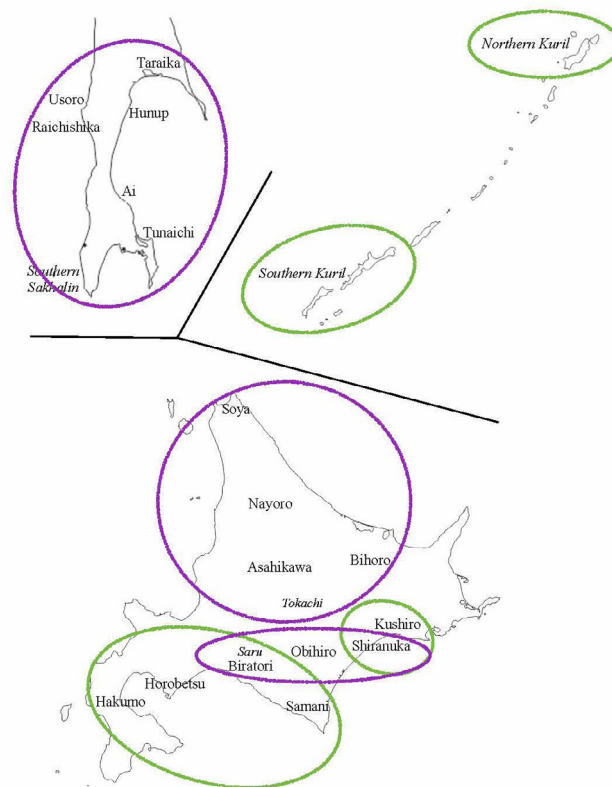 Northern Kuril
Taraika
Usoro
Hunup
Raichishika
Ai
Tunaichi
Southern
Sakhalin
Southern Kuril
Soya
Nayoro
Bihoro
Asahikawa
Tokachi
Kushiro
Saru
Obihiro
Shiranuka
Biratori
Horobetsu
Hakumo
Samani